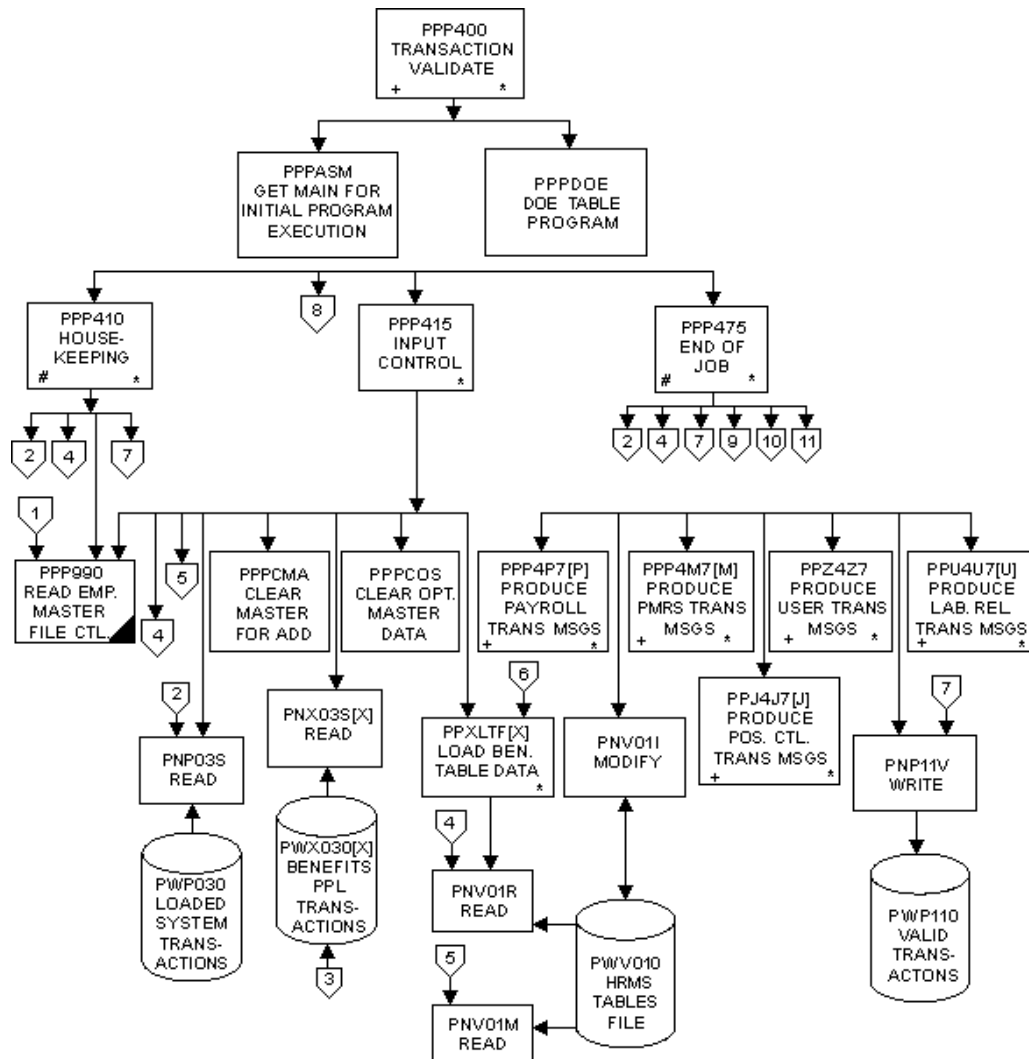 PPP400
TRANSACTION
VALIDATE
+ *
PPPASM
GET MAIN FOR
INITIAL PROGRAM
EXECUTION
PPPDOE
DOE TABLE
PROGRAM
PPP410
HOUSE-
KEEPING
# *
8
PPP415
INPUT
CONTROL
*
PPP475
END OF
JOB
# *
2
4
7
2
4
7
9
10
11
1
PPP990
READ EMP.
MASTER
FILE CTL.
4
5
PPPCMA
CLEAR
MASTER
FOR ADD
PPPCOS
CLEAR OPT.
MASTER
DATA
PPP4P7[P]
PRODUCE
PAYROLL
TRANS MSGS
+ *
PPP4M7[M]
PRODUCE
PMRS TRANS
MSGS
+ *
PPZ4Z7
PRODUCE
USER TRANS
MSGS
+ *
PPU4U7[U]
PRODUCE
LAB. REL
TRANS MSGS
+ *
2
PNP03S
READ
PNX03S[X]
READ
6
PPXLTF[X]
LOAD BEN.
TABLE DATA
*
PNV01I
MODIFY
PPJ4J7[J]
PRODUCE
POS. CTL.
TRANS MSGS
+ *
7
PNP11V
WRITE
PWP030
LOADED
SYSTEM
TRANS-
ACTIONS
PWX030[X]
BENEFITS
PPL
TRANS-
ACTIONS
3
4
PNV01R
READ
5
PNV01M
READ
PWV010
HRMS
TABLES
FILE
PWP110
VALID
TRANS-
ACTONS